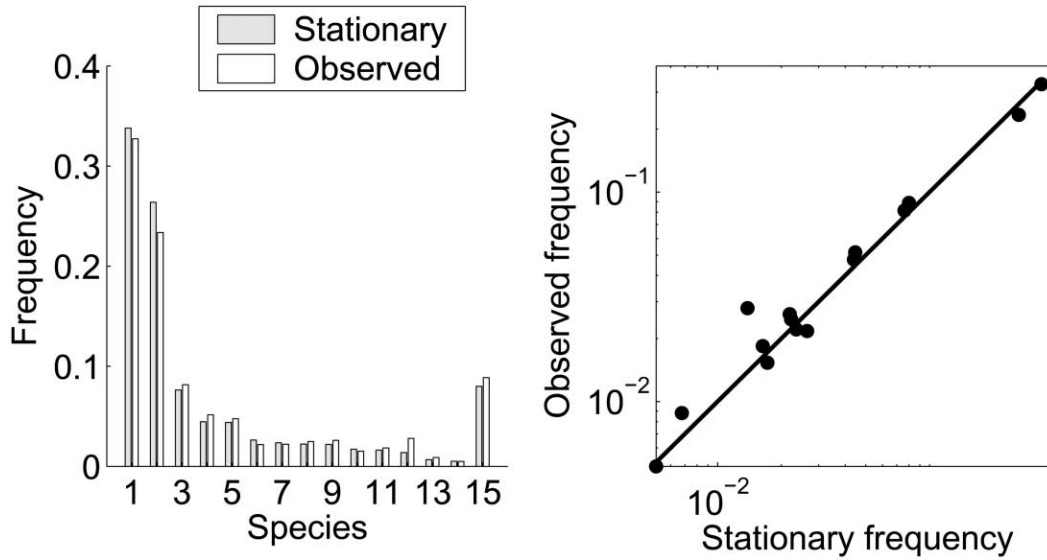 Stationary
Observed
Frequency
0.4
0.3
0.2
0.1
0
1 3 5 7 9 11 13 15
Species
Observed frequency
10⁻¹
10⁻²
10⁻²
Stationary frequency